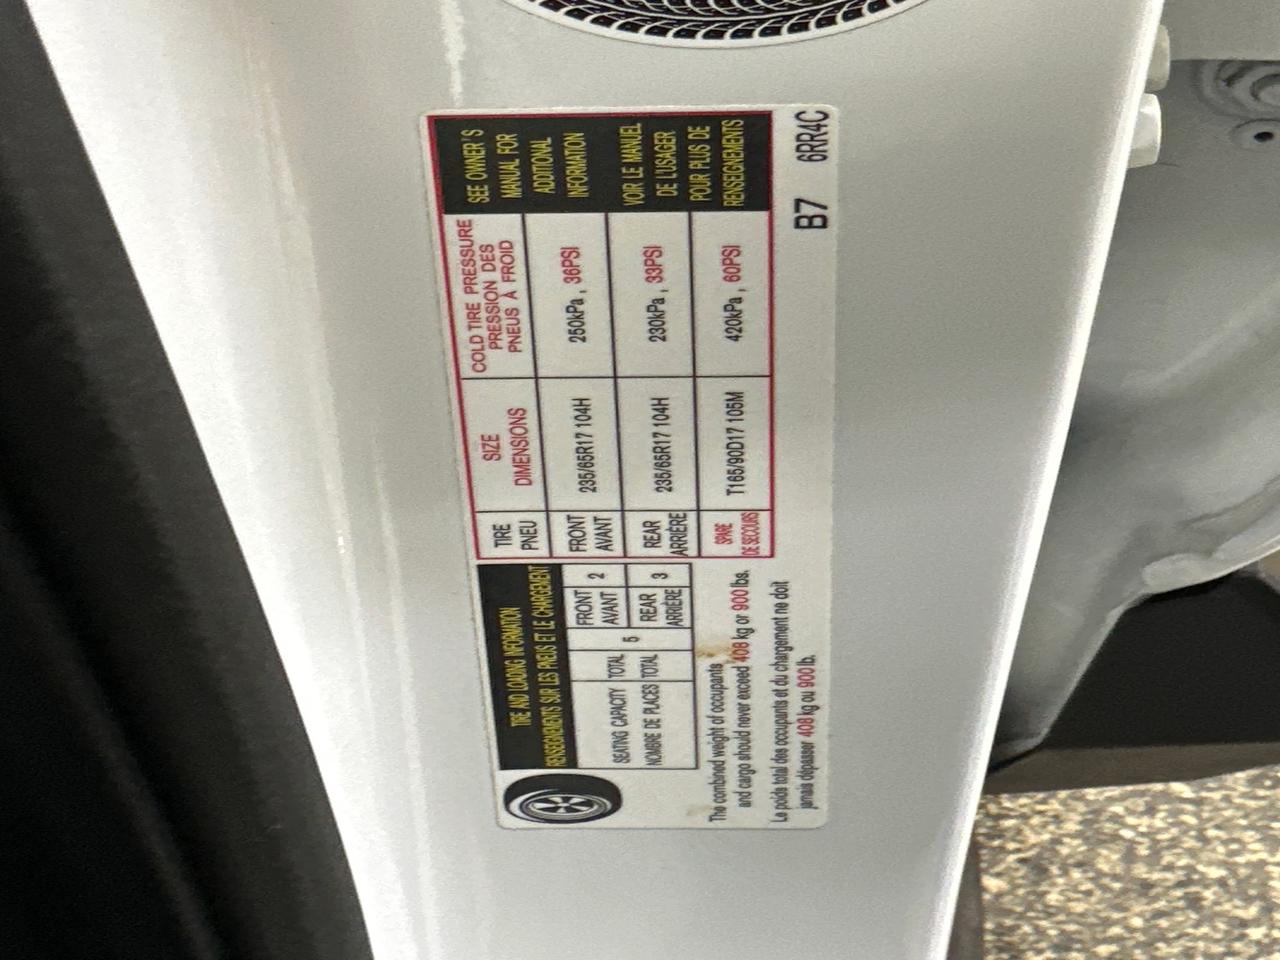 TIRE AND LOADING INFORMATION
RENSEIGNEMENTS SUR LES PNEUS ET LE CHARGEMENT
SEATING CAPACITY
NOMBRE DE PLACES
TOTAL
TOTAL
5
FRONT
AVANT
2
REAR
ARRIÈRE
3
The combined weight of occupants
and cargo should never exceed 408 kg or 900 lbs.
Le poids total des occupants et du chargement ne doit
jamais dépasser 408 kg ou 900 lb.
TIRE
PNEU
SIZE
DIMENSIONS
COLD TIRE PRESSURE
PRESSION DES
PNEUS À FROID
FRONT
AVANT
235/65R17 104H
250kPa , 36PSI
REAR
ARRIÈRE
235/65R17 104H
230kPa , 33PSI
SPARE
DE SECOURS
T165/90D17 105M
420kPa , 60PSI
SEE OWNER'S
MANUAL FOR
ADDITIONAL
INFORMATION
VOIR LE MANUEL
DE L'USAGER
POUR PLUS DE
RENSEIGNEMENTS
B7 6RR4C